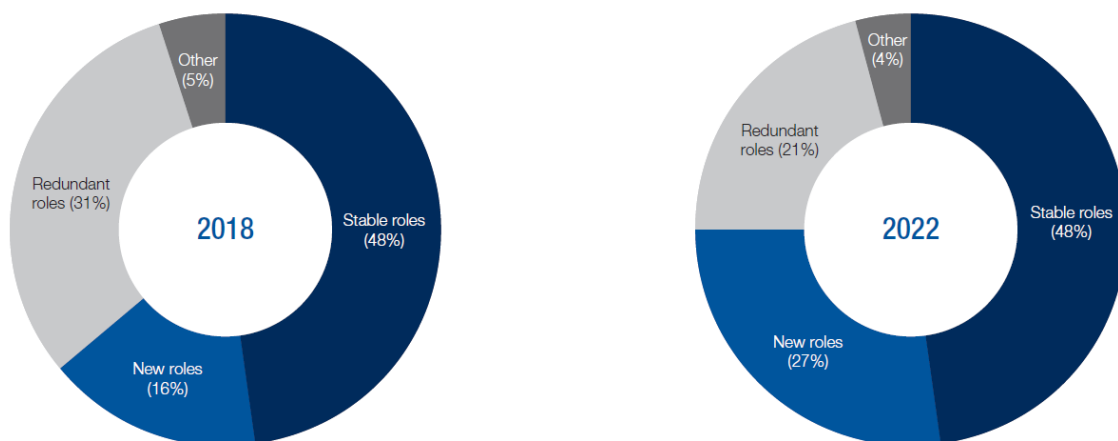 Other
(5%)
Redundant
roles (31%)
2018
Stable roles
(48%)
New roles
(16%)
Other
(4%)
Redundant
roles (21%)
2022
Stable roles
(48%)
New roles
(27%)